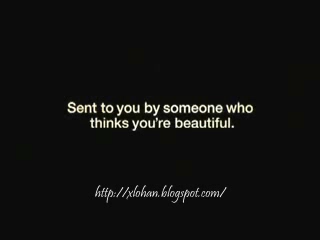 Sent to you by someone who
thinks you're beautiful.
http://xlohan.blogspot.com/